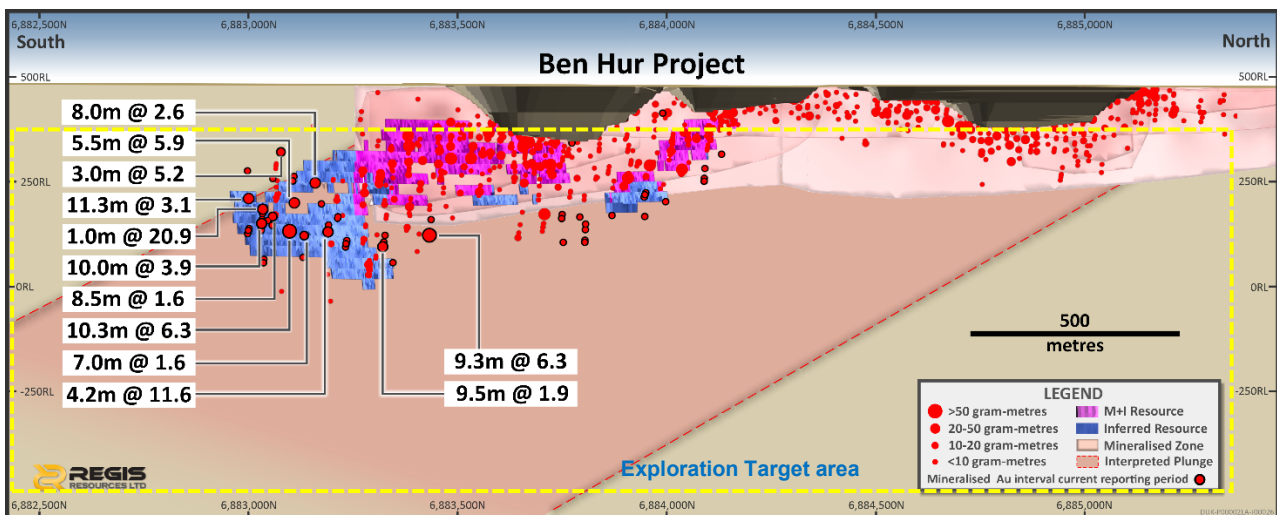 6,882,500N
6,883,000N
6,883,500N
6,884,000N
6,884,500N
6,885,000N
South
North
Ben Hur Project
500RL
500RL
8.0m @ 2.6
5.5m @ 5.9
3.0m @ 5.2
11.3m @ 3.1
1.0m @ 20.9
10.0m @ 3.9
8.5m @ 1.6
10.3m @ 6.3
7.0m @ 1.6
4.2m @ 11.6
9.3m @ 6.3
9.5m @ 1.9
250RL
250RL
0RL
0RL
-250RL
-250RL
500
metres
LEGEND
>50 gram-metres
M+I Resource
20-50 gram-metres
Inferred Resource
10-20 gram-metres
Mineralised Zone
<10 gram-metres
Interpreted Plunge
Mineralised Au interval current reporting period
REGIS
RESOURCES LTD
Exploration Target area
6,882,500N
6,883,000N
6,883,500N
6,884,000N
6,884,500N
6,885,000N